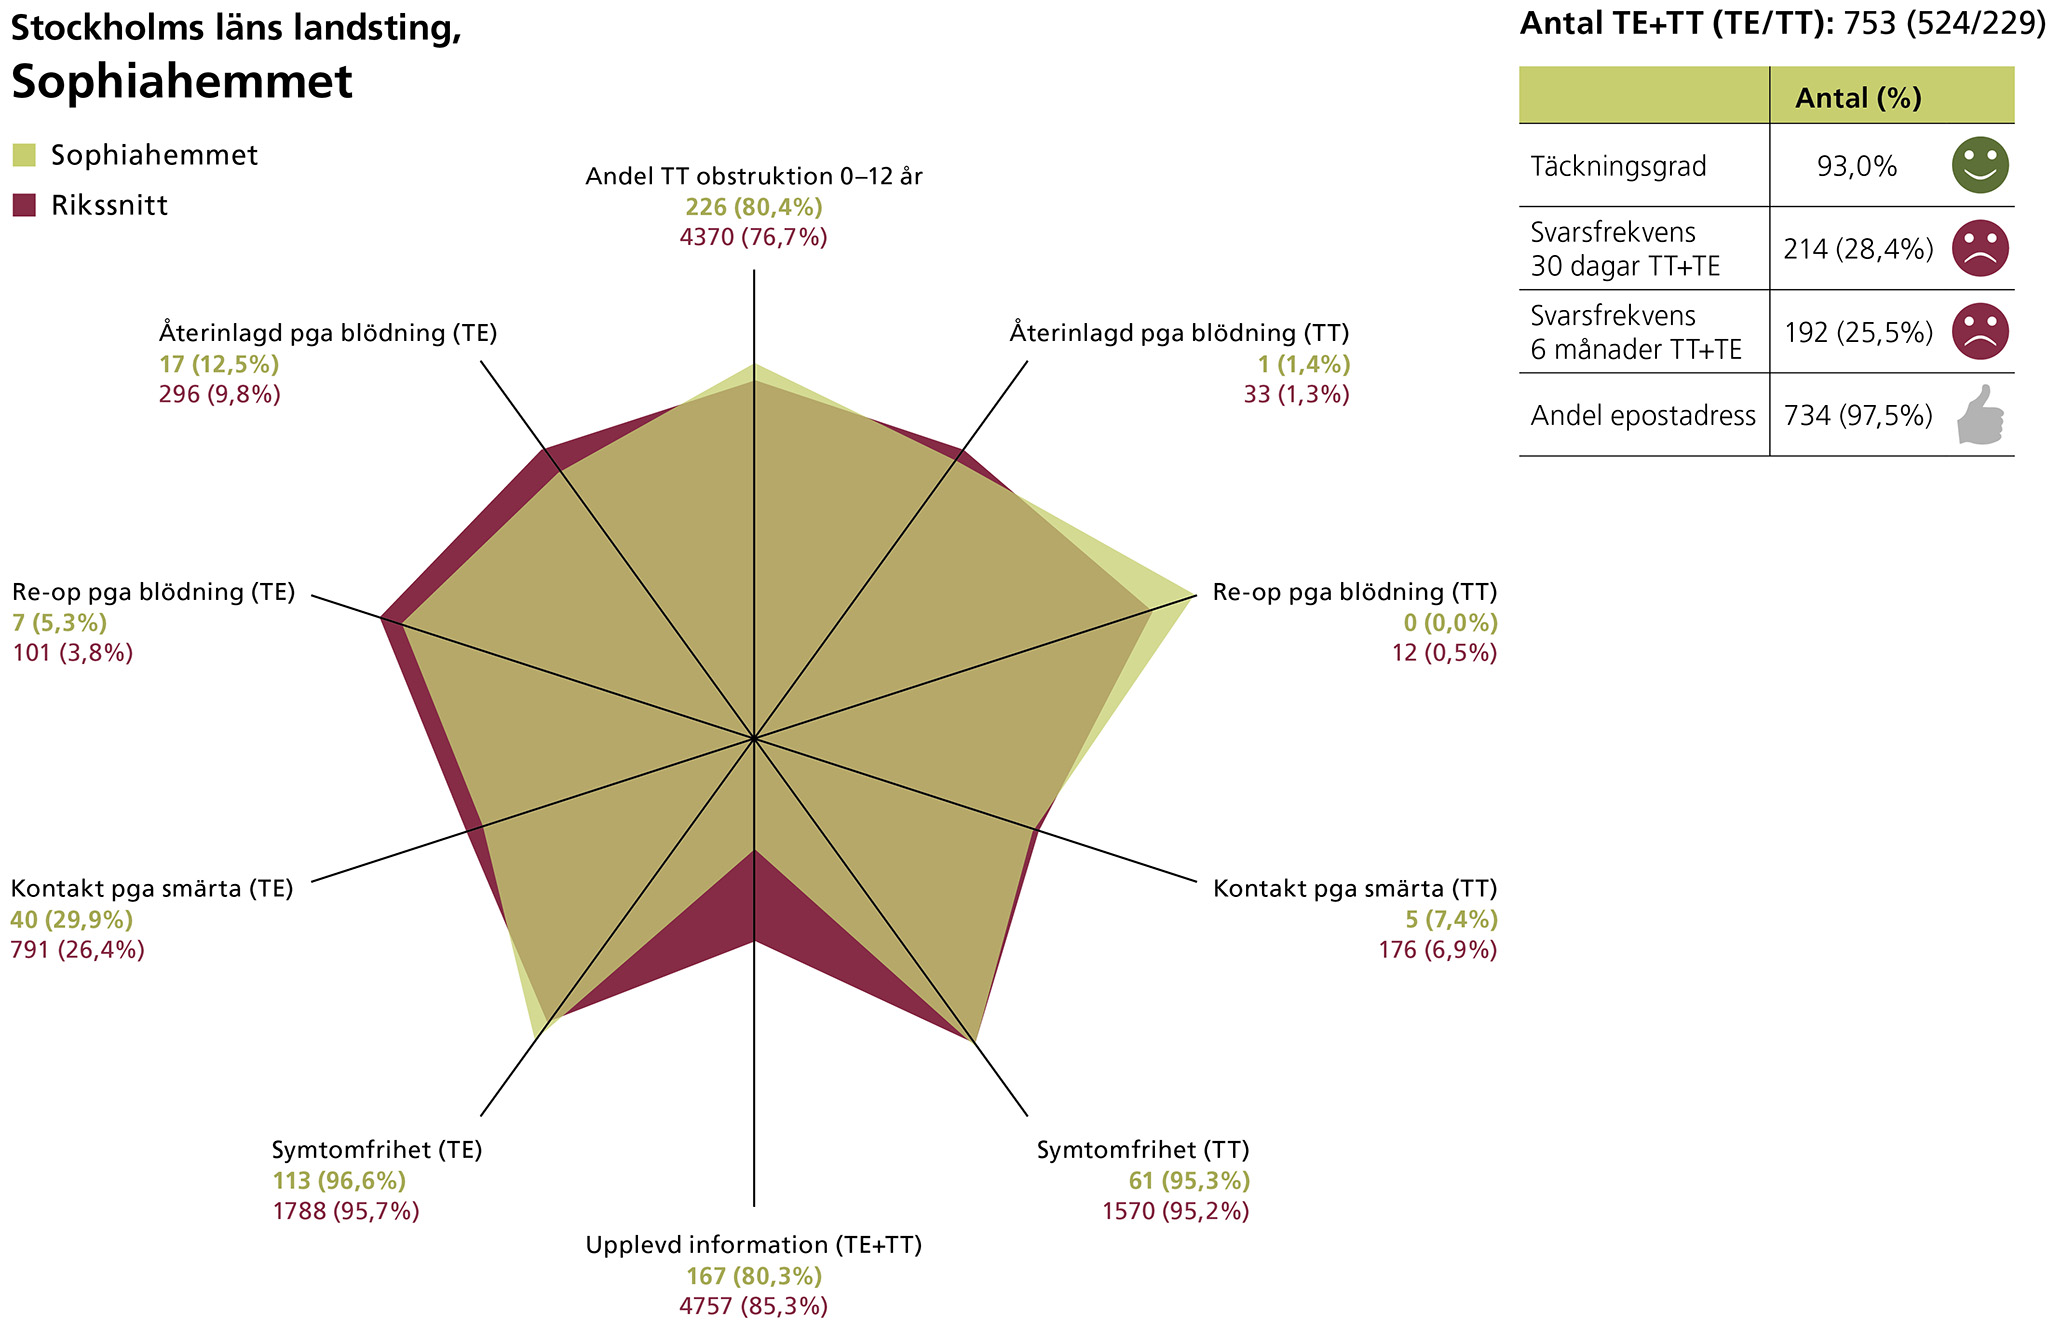 Stockholms läns landsting,
Sophiahemmet
Sophiahemmet
Rikssnitt
Antal TE+TT (TE/TT): 753 (524/229)
Antal (%)
Täckningsgrad 93,0%
Svarsfrekvens
30 dagar TT+TE 214 (28,4%)
Svarsfrekvens
6 månader TT+TE 192 (25,5%)
Andel epostadress 734 (97,5%)
Andel TT obstruktion 0–12 år
226 (80,4%)
4370 (76,7%)
Återinlagd pga blödning (TT)
1 (1,4%)
33 (1,3%)
Re-op pga blödning (TT)
0 (0,0%)
12 (0,5%)
Kontakt pga smärta (TT)
5 (7,4%)
176 (6,9%)
Symtomfrihet (TT)
61 (95,3%)
1570 (95,2%)
Upplevd information (TE+TT)
167 (80,3%)
4757 (85,3%)
Symtomfrihet (TE)
113 (96,6%)
1788 (95,7%)
Kontakt pga smärta (TE)
40 (29,9%)
791 (26,4%)
Re-op pga blödning (TE)
7 (5,3%)
101 (3,8%)
Återinlagd pga blödning (TE)
17 (12,5%)
296 (9,8%)